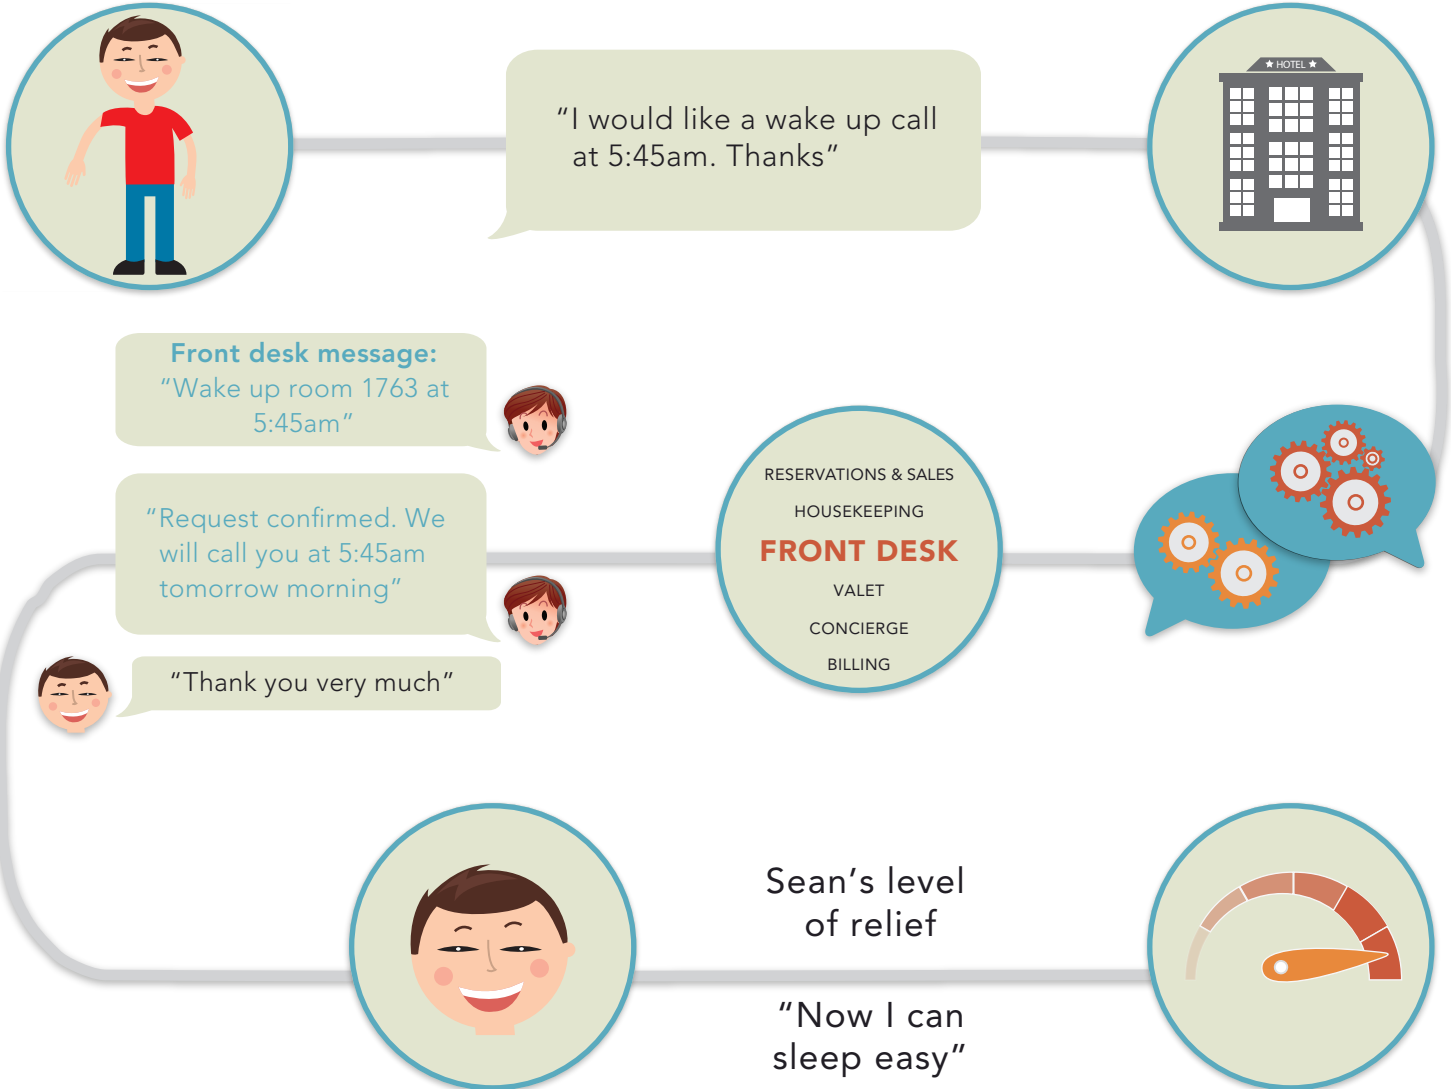 “I would like a wake up call
at 5:45am. Thanks”
HOTEL
Front desk message:
“Wake up room 1763 at
5:45am”
“Request confirmed. We
will call you at 5:45am
tomorrow morning”
“Thank you very much”
RESERVATIONS & SALES
HOUSEKEEPING
FRONT DESK
VALET
CONCIERGE
BILLING
Sean’s level
of relief
“Now I can
sleep easy”